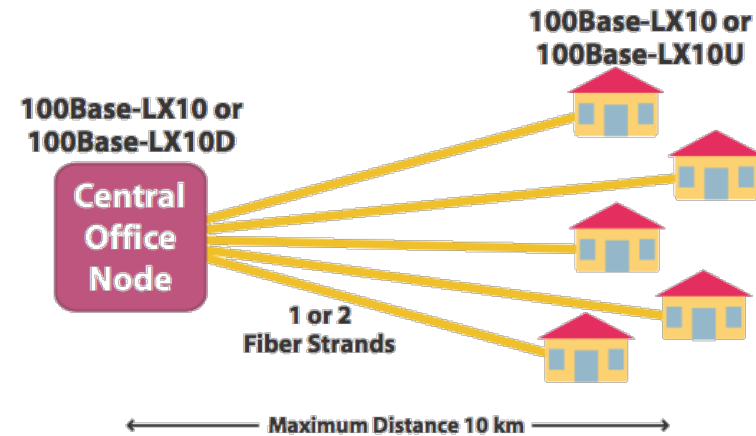 100Base-LX10 or
100Base-LX10U
100Base-LX10 or
100Base-LX10D
Central
Office
Node
1 or 2
Fiber Strands
Maximum Distance 10 km